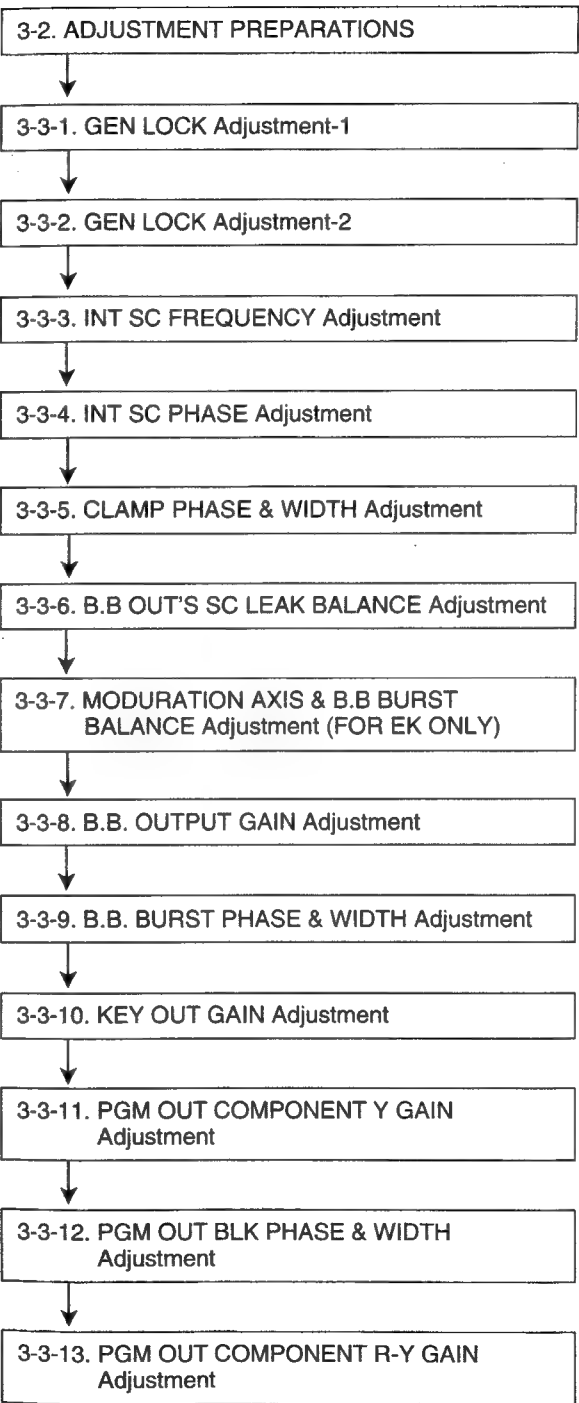 3-2. ADJUSTMENT PREPARATIONS
3-3-1. GEN LOCK Adjustment-1
3-3-2. GEN LOCK Adjustment-2
3-3-3. INT SC FREQUENCY Adjustment
3-3-4. INT SC PHASE Adjustment
3-3-5. CLAMP PHASE & WIDTH Adjustment
3-3-6. B.B OUT'S SC LEAK BALANCE Adjustment
3-3-7. MODURATION AXIS & B.B BURST
BALANCE Adjustment (FOR EK ONLY)
3-3-8. B.B. OUTPUT GAIN Adjustment
3-3-9. B.B. BURST PHASE & WIDTH Adjustment
3-3-10. KEY OUT GAIN Adjustment
3-3-11. PGM OUT COMPONENT Y GAIN
Adjustment
3-3-12. PGM OUT BLK PHASE & WIDTH
Adjustment
3-3-13. PGM OUT COMPONENT R-Y GAIN
Adjustment